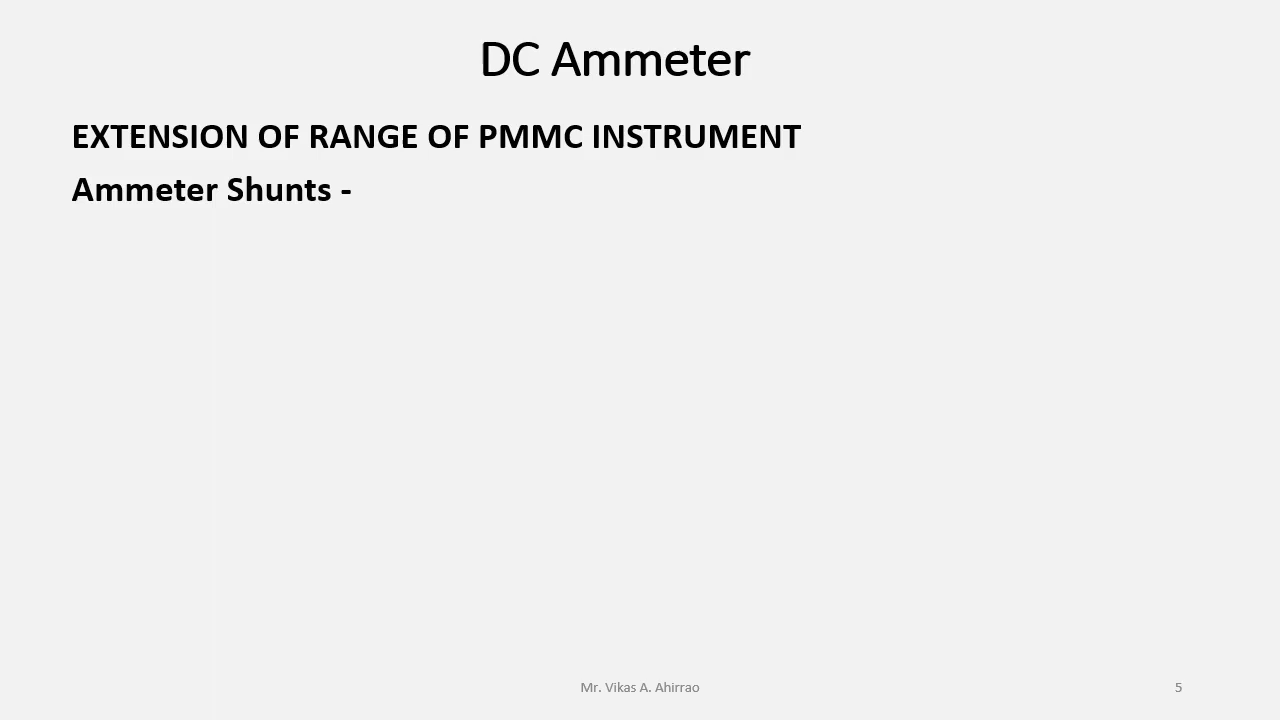 DC Ammeter
EXTENSION OF RANGE OF PMMC INSTRUMENT
Ammeter Shunts -
Mr. Vikas A. Ahirrao
5